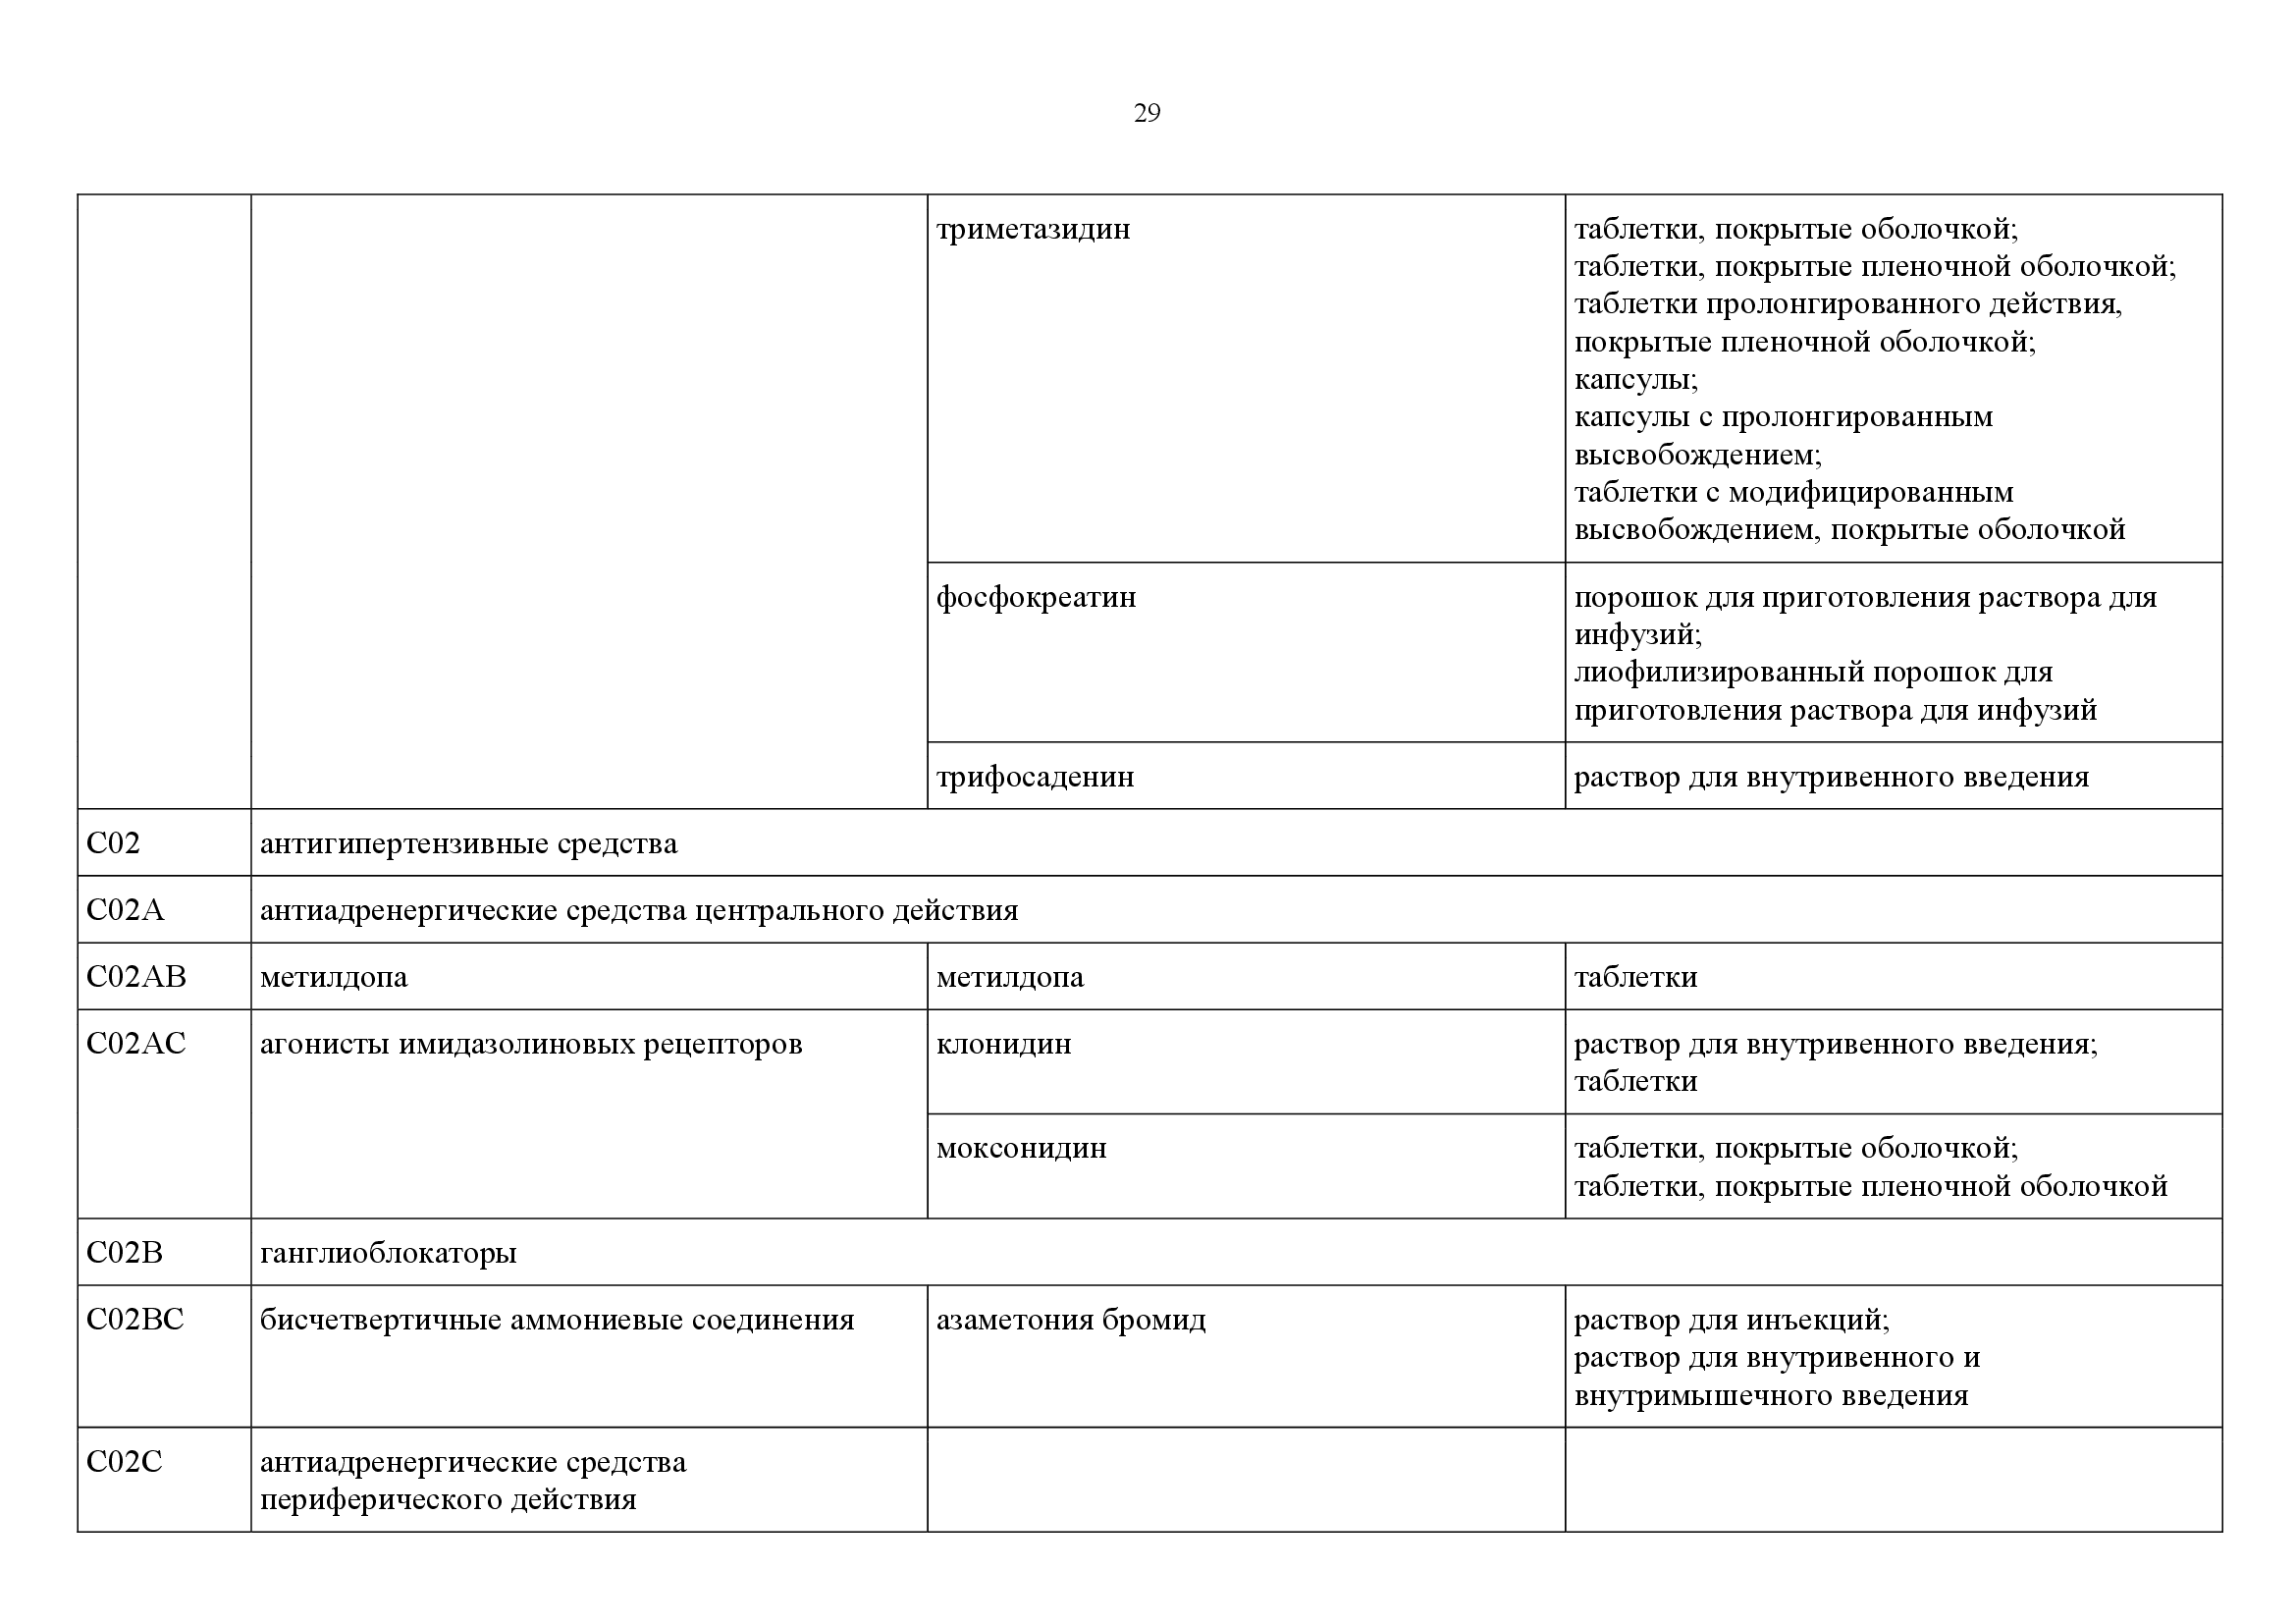 29
триметазидин
таблетки, покрытые оболочкой;
таблетки, покрытые пленочной оболочкой;
таблетки пролонгированного действия,
покрытые пленочной оболочкой;
капсулы;
капсулы с пролонгированным
высвобождением;
таблетки с модифицированным
высвобождением, покрытые оболочкой
фосфокреатин
порошок для приготовления раствора для
инфузий;
лиофилизированный порошок для
приготовления раствора для инфузий
трифосаденин
раствор для внутривенного введения
C02
антигипертензивные средства
C02A
антиадренергические средства центрального действия
C02AB
метилдопа
метилдопа
таблетки
C02AC
агонисты имидазолиновых рецепторов
клонидин
раствор для внутривенного введения;
таблетки
моксонидин
таблетки, покрытые оболочкой;
таблетки, покрытые пленочной оболочкой
C02B
ганглиоблокаторы
C02BC
бисчетвертичные аммониевые соединения
азаметония бромид
раствор для инъекций;
раствор для внутривенного и
внутримышечного введения
C02C
антиадренергические средства
периферического действия